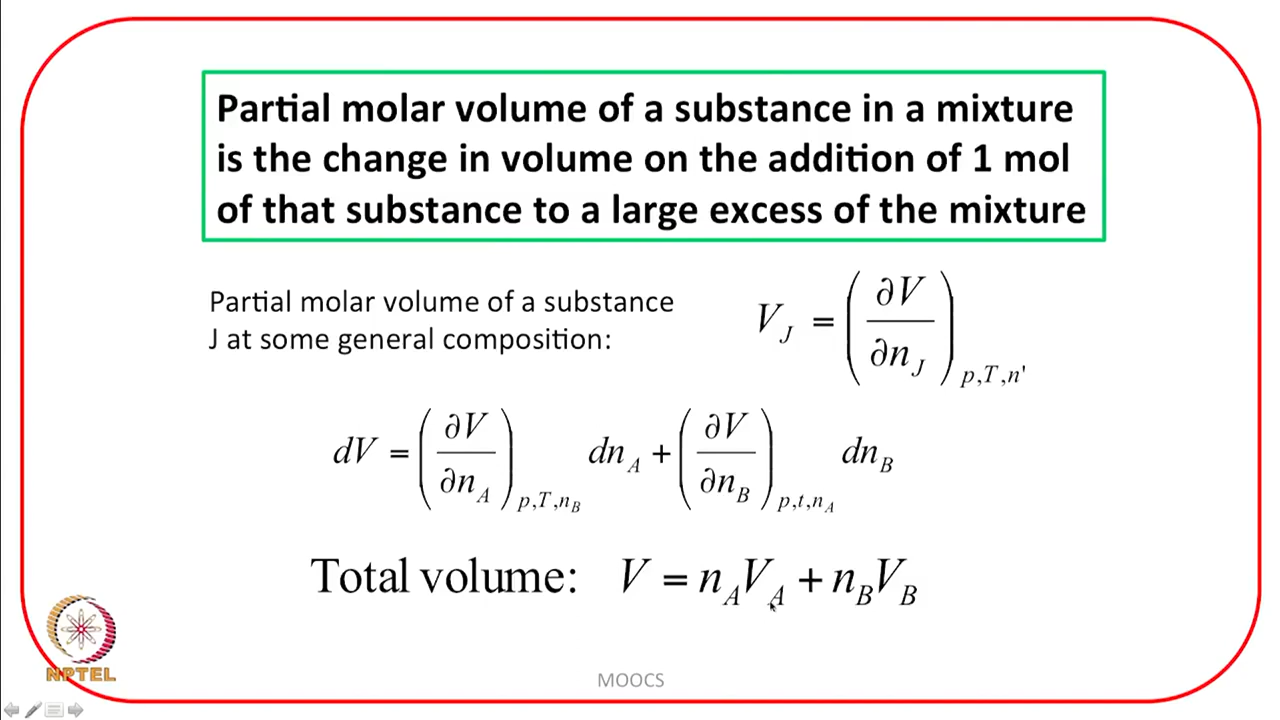 Partial molar volume of a substance in a mixture
is the change in volume on the addition of 1 mol
of that substance to a large excess of the mixture
Partial molar volume of a substance
J at some general composition:
V_J = (∂V/∂n_J)_{p,T,n'}
dV = (∂V/∂n_A)_{p,T,n_B} dn_A + (∂V/∂n_B)_{p,t,n_A} dn_B
Total volume: V = n_A V_A + n_B V_B
NPTEL
MOOCS